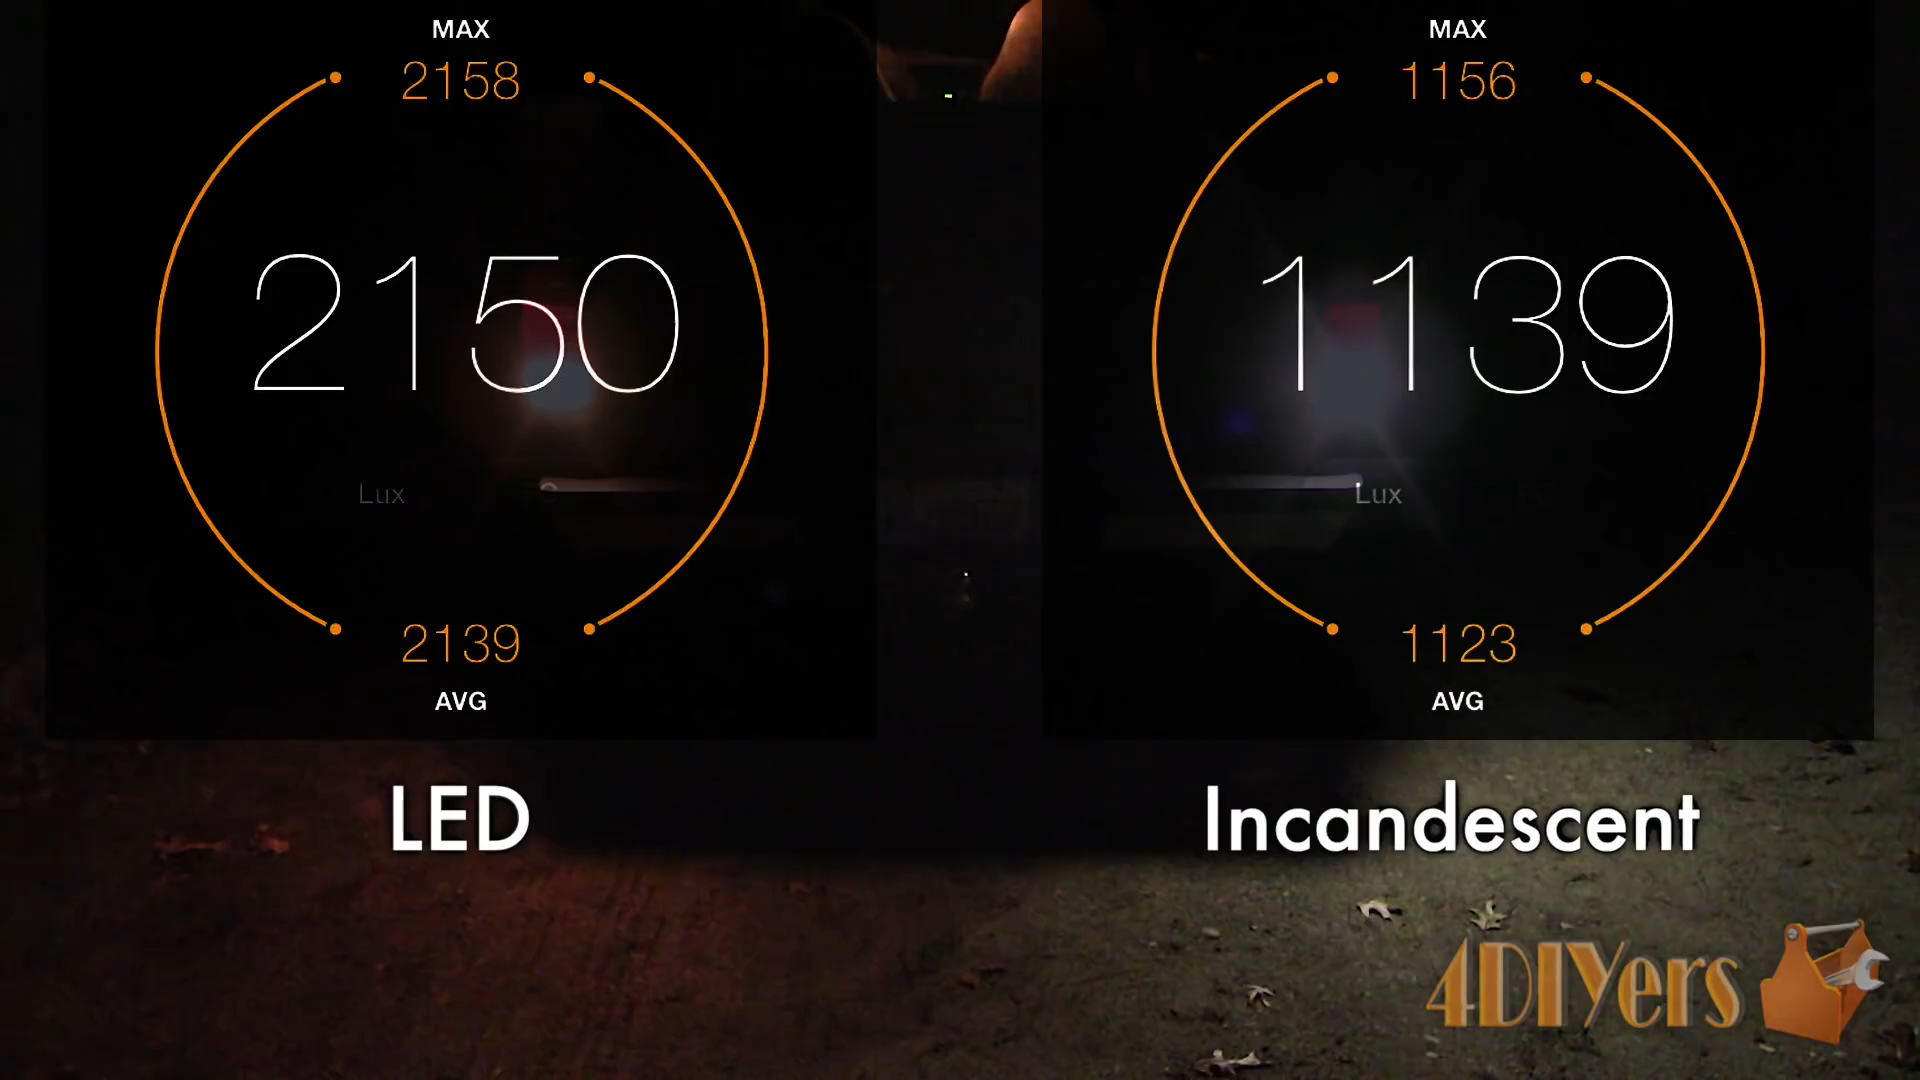 MAX
2158
2150
Lux
2139
AVG
LED
MAX
1156
1139
Lux
1123
AVG
Incandescent
4DIYers